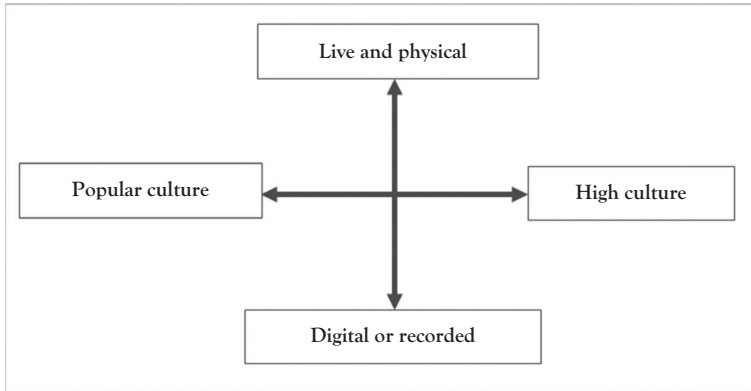 Live and physical
Popular culture
High culture
Digital or recorded